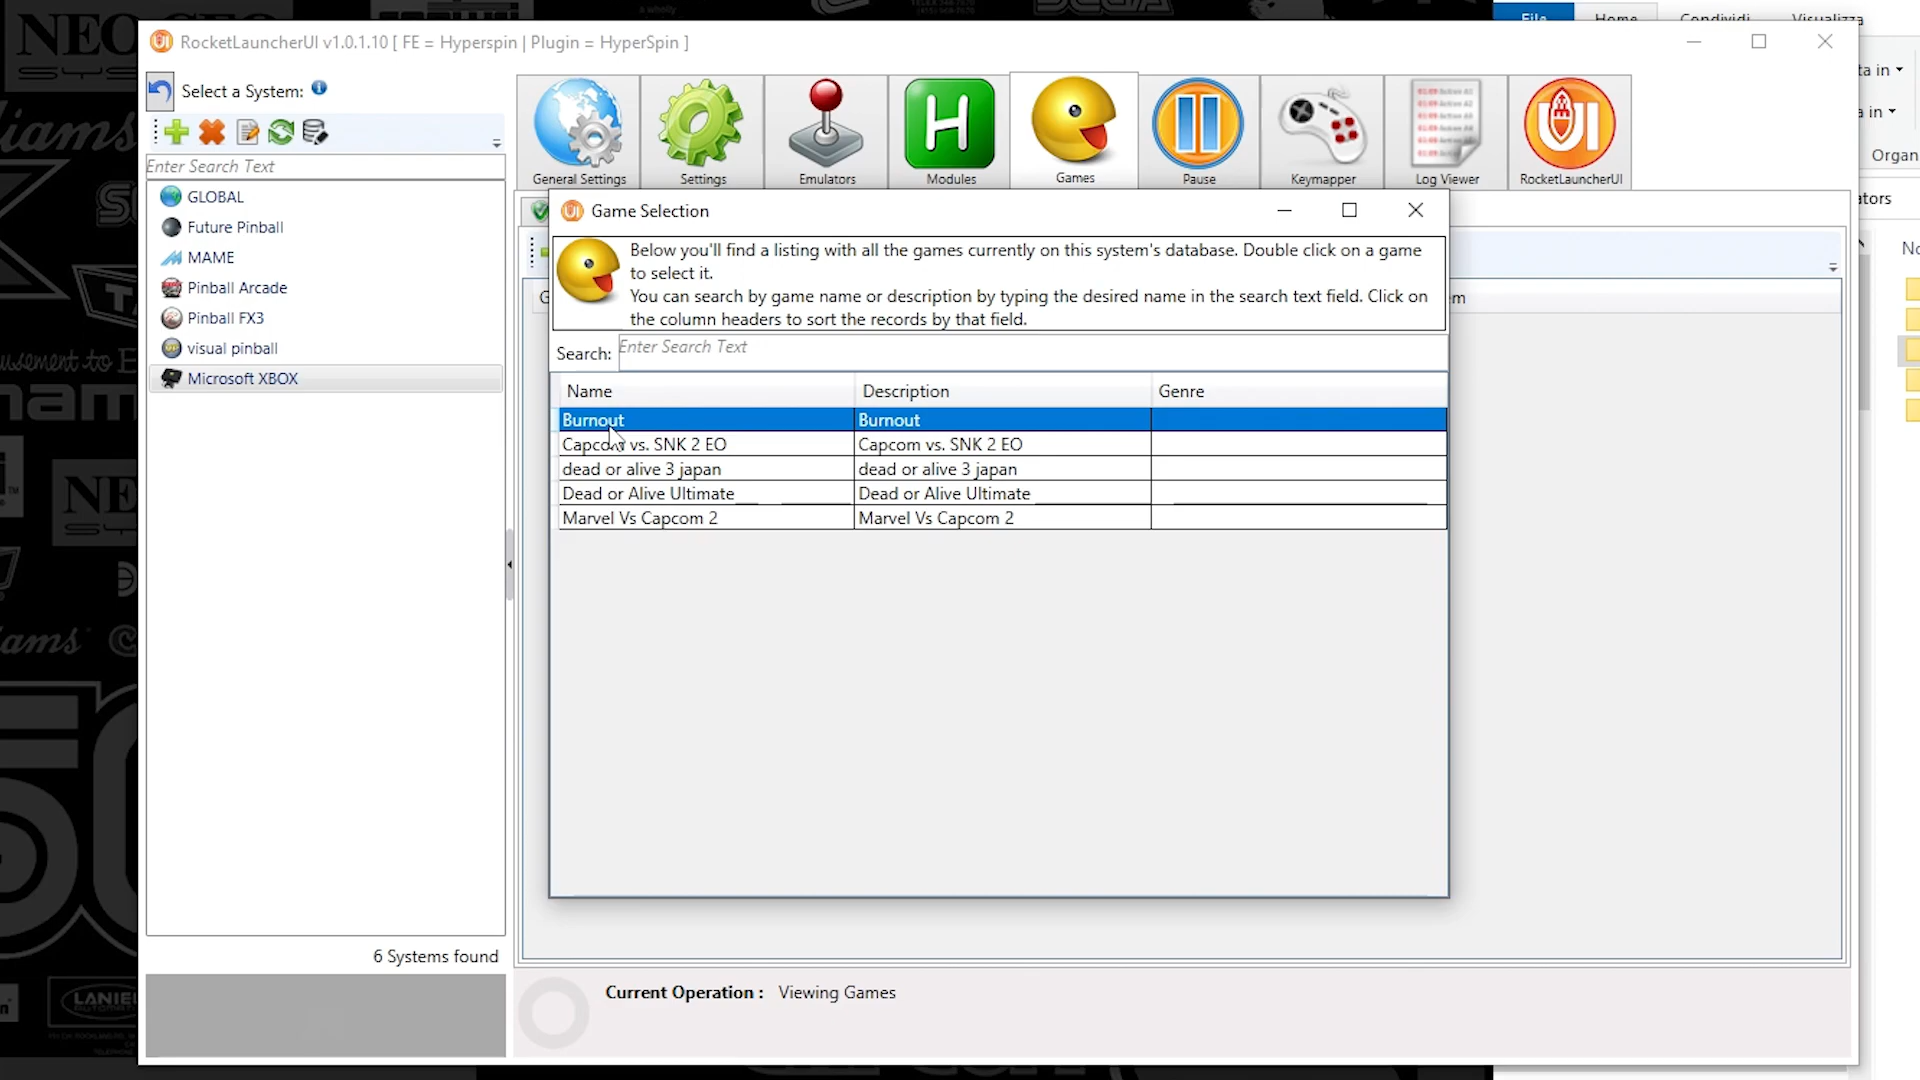 RocketLauncherUI v1.0.1.10 [ FE = Hyperspin | Plugin = HyperSpin ]
Select a System:
Enter Search Text
GLOBAL
Future Pinball
MAME
Pinball Arcade
Pinball FX3
visual pinball
Microsoft XBOX
6 Systems found
General Settings
Settings
Emulators
Modules
Games
Pause
Keymapper
Log Viewer
RocketLauncherUI
Game Selection
Below you'll find a listing with all the games currently on this system's database. Double click on a game
to select it.
You can search by game name or description by typing the desired name in the search text field. Click on
the column headers to sort the records by that field.
Search: Enter Search Text
Name Description Genre
Burnout Burnout
Capcom vs. SNK 2 EO Capcom vs. SNK 2 EO
dead or alive 3 japan dead or alive 3 japan
Dead or Alive Ultimate Dead or Alive Ultimate
Marvel Vs Capcom 2 Marvel Vs Capcom 2
Current Operation : Viewing Games
File Home Condividi Visualizza
ta in
a in
Organ
ators